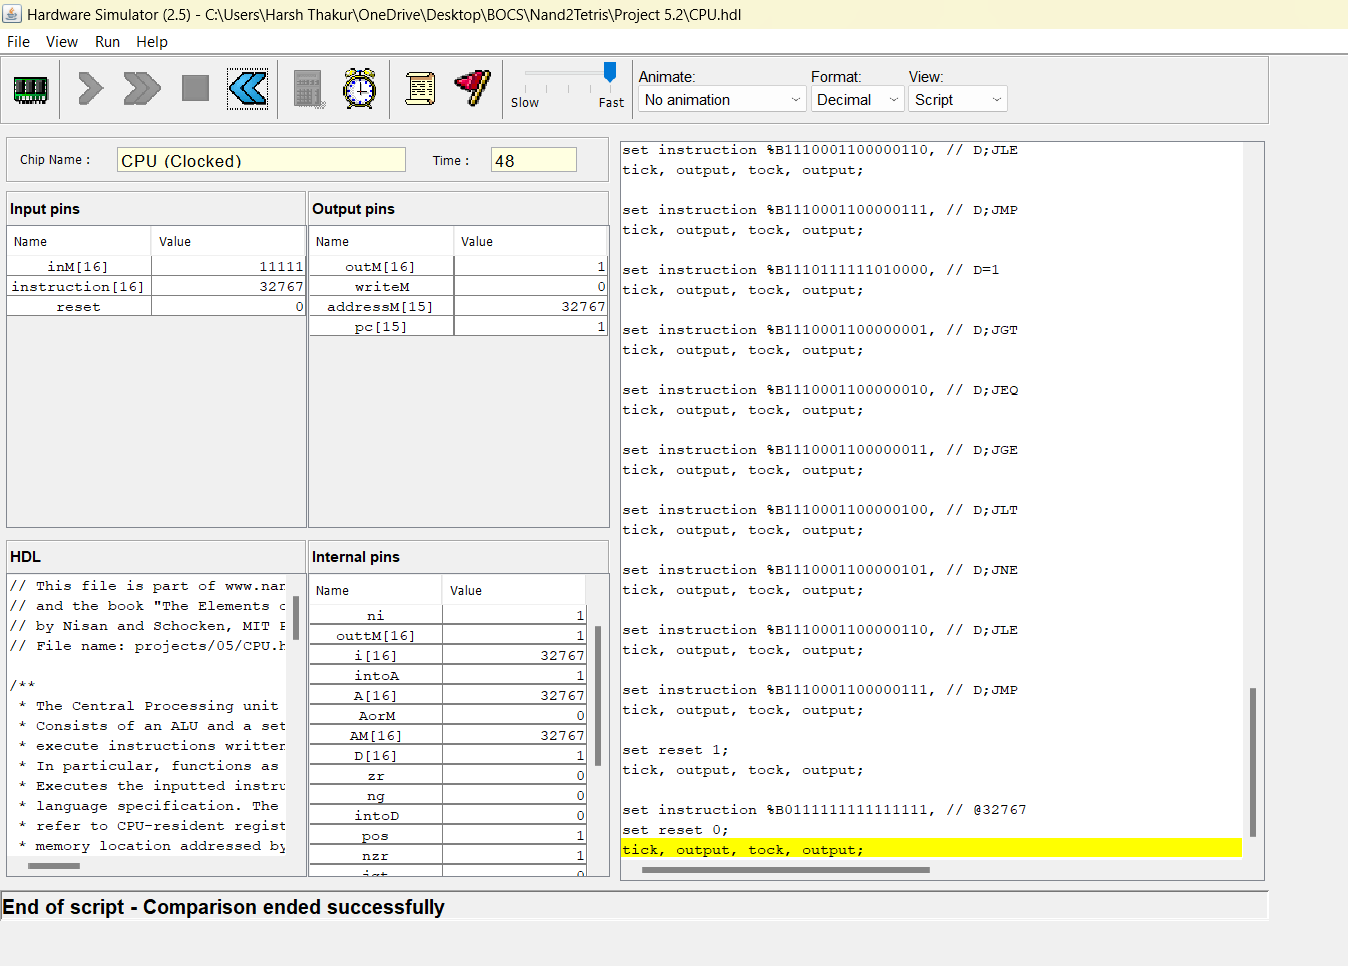 Hardware Simulator (2.5) - C:\Users\Harsh Thakur\OneDrive\Desktop\BOCS\Nand2Tetris\Project 5.2\CPU.hdl
File View Run Help
Slow Fast
Animate: Format: View:
No animation Decimal Script
Chip Name : CPU (Clocked) Time : 48
Input pins
Name Value
inM[16] 11111
instruction[16] 32767
reset 0
Output pins
Name Value
outM[16] 1
writeM 0
addressM[15] 32767
pc[15] 1
HDL
// This file is part of www.nan
// and the book "The Elements o
// by Nisan and Schocken, MIT P
// File name: projects/05/CPU.h
/**
* The Central Processing unit
* Consists of an ALU and a set
* execute instructions written
* In particular, functions as
* Executes the inputted instru
* language specification. The
* refer to CPU-resident regist
* memory location addressed by
Internal pins
Name Value
ni 1
outtM[16] 1
i[16] 32767
intoA 1
A[16] 32767
AorM 0
AM[16] 32767
D[16] 1
zr 0
ng 0
intoD 0
pos 1
nzr 1
jgt 0
set instruction %B1110001100000110, // D;JLE
tick, output, tock, output;
set instruction %B1110001100000111, // D;JMP
tick, output, tock, output;
set instruction %B1110111111010000, // D=1
tick, output, tock, output;
set instruction %B1110001100000001, // D;JGT
tick, output, tock, output;
set instruction %B1110001100000010, // D;JEQ
tick, output, tock, output;
set instruction %B1110001100000011, // D;JGE
tick, output, tock, output;
set instruction %B1110001100000100, // D;JLT
tick, output, tock, output;
set instruction %B1110001100000101, // D;JNE
tick, output, tock, output;
set instruction %B1110001100000110, // D;JLE
tick, output, tock, output;
set instruction %B1110001100000111, // D;JMP
tick, output, tock, output;
set reset 1;
tick, output, tock, output;
set instruction %B0111111111111111, // @32767
set reset 0;
tick, output, tock, output;
End of script - Comparison ended successfully